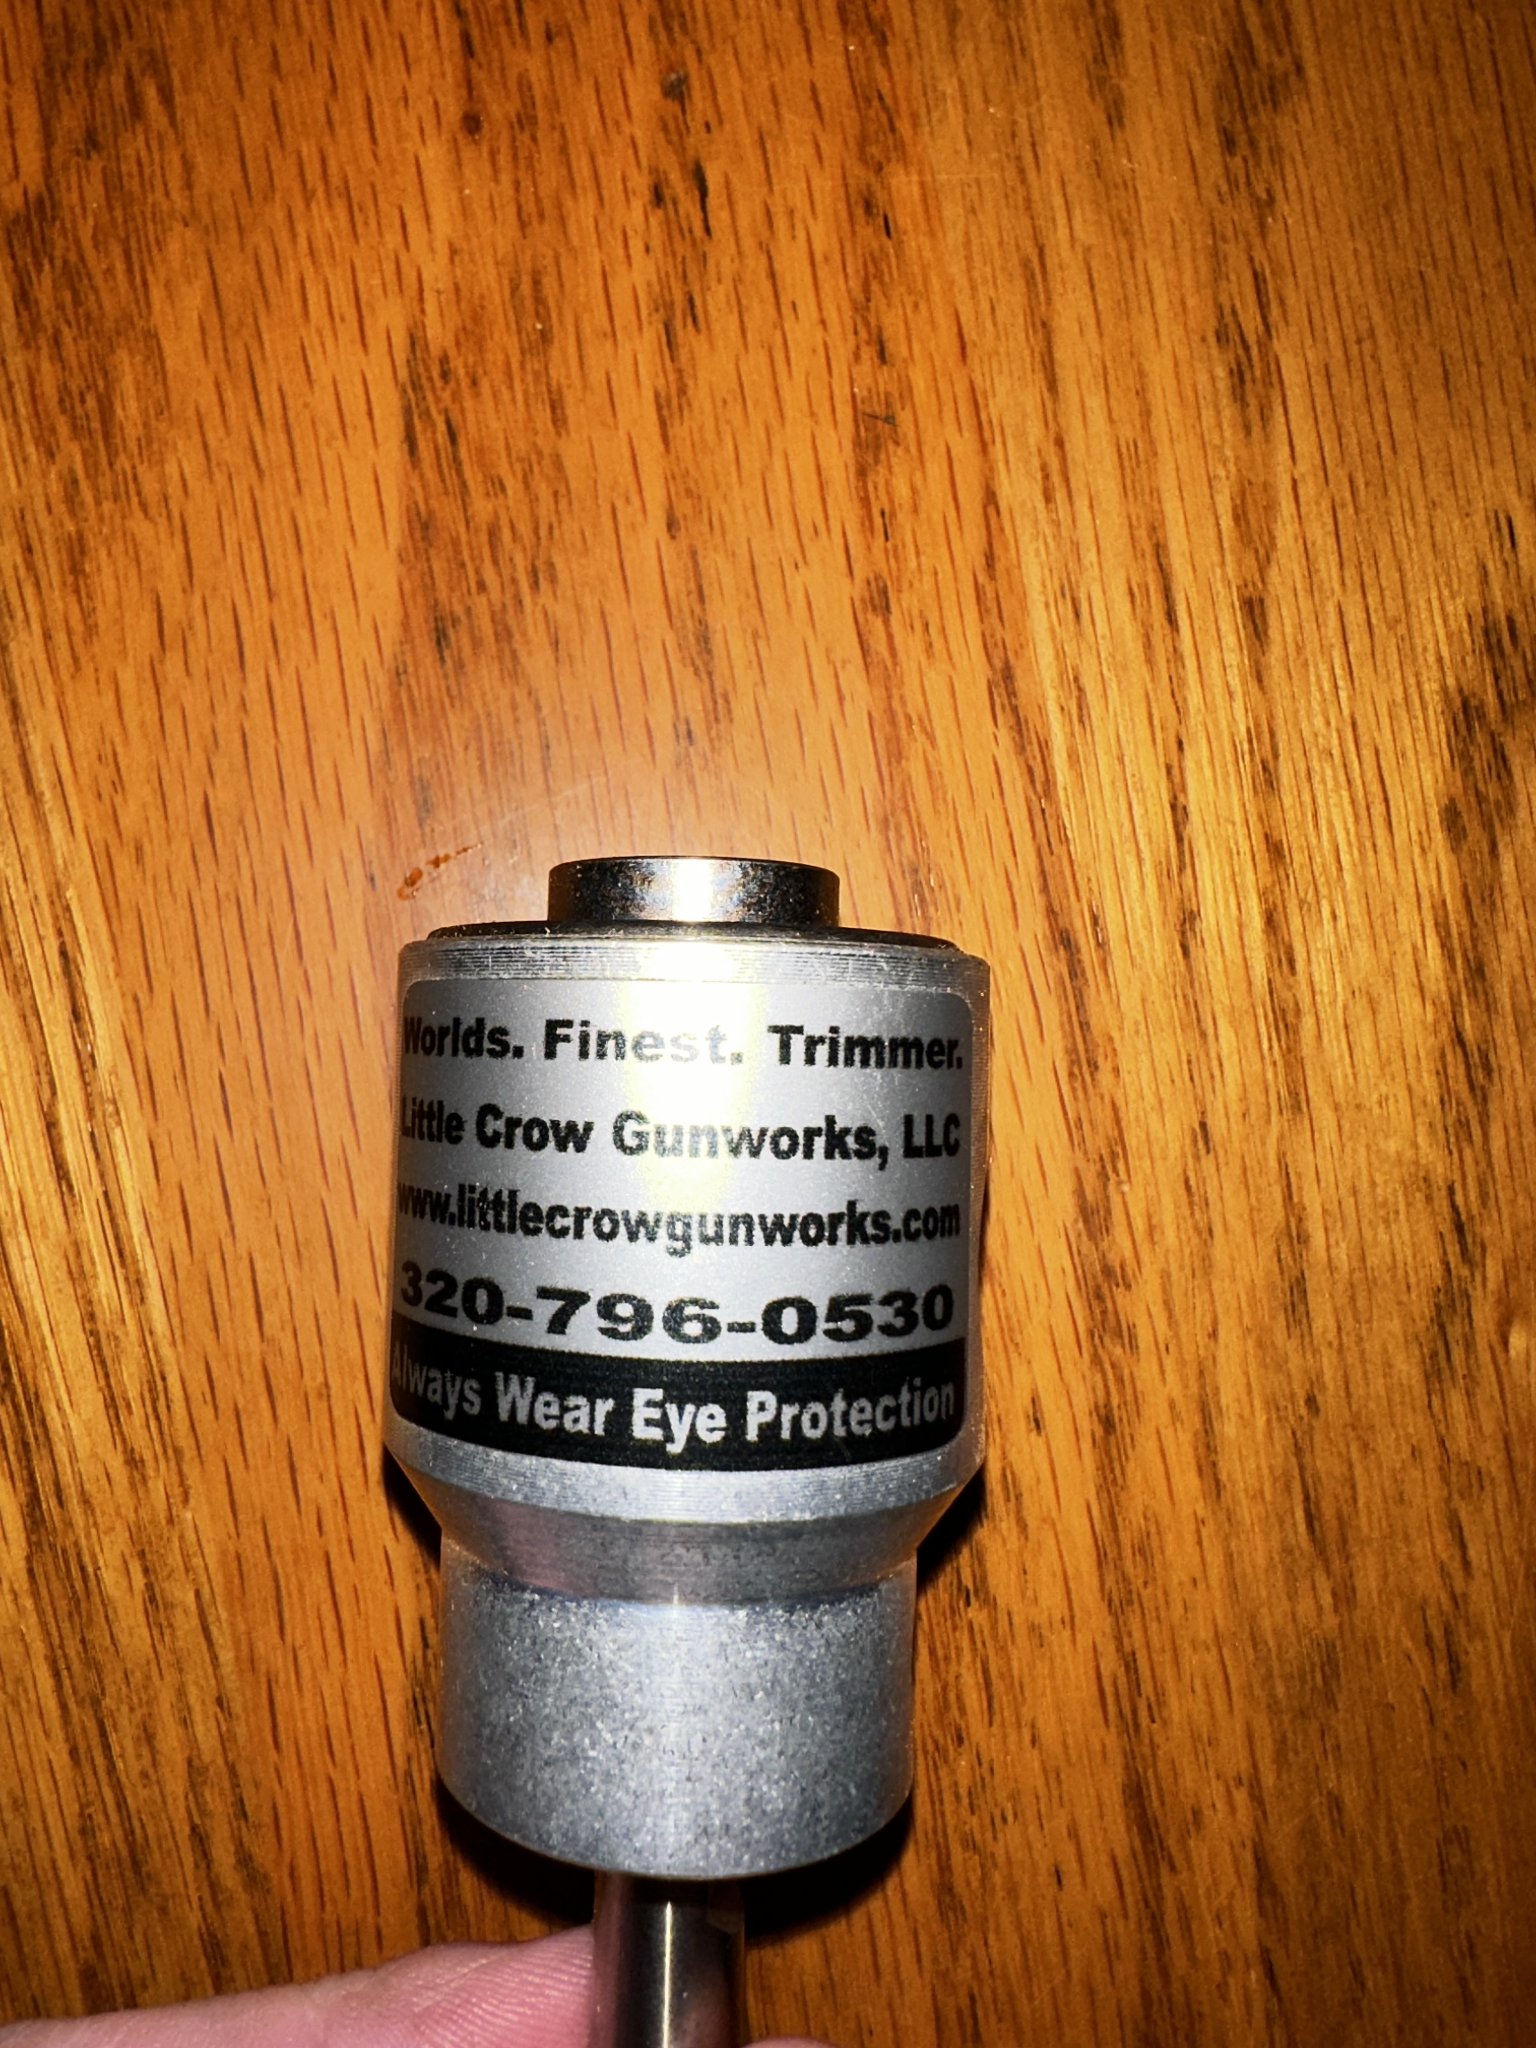 Worlds. Finest. Trimmer.
Little Crow Gunworks, LLC
www.littlecrowgunworks.com
320-796-0530
Always Wear Eye Protection